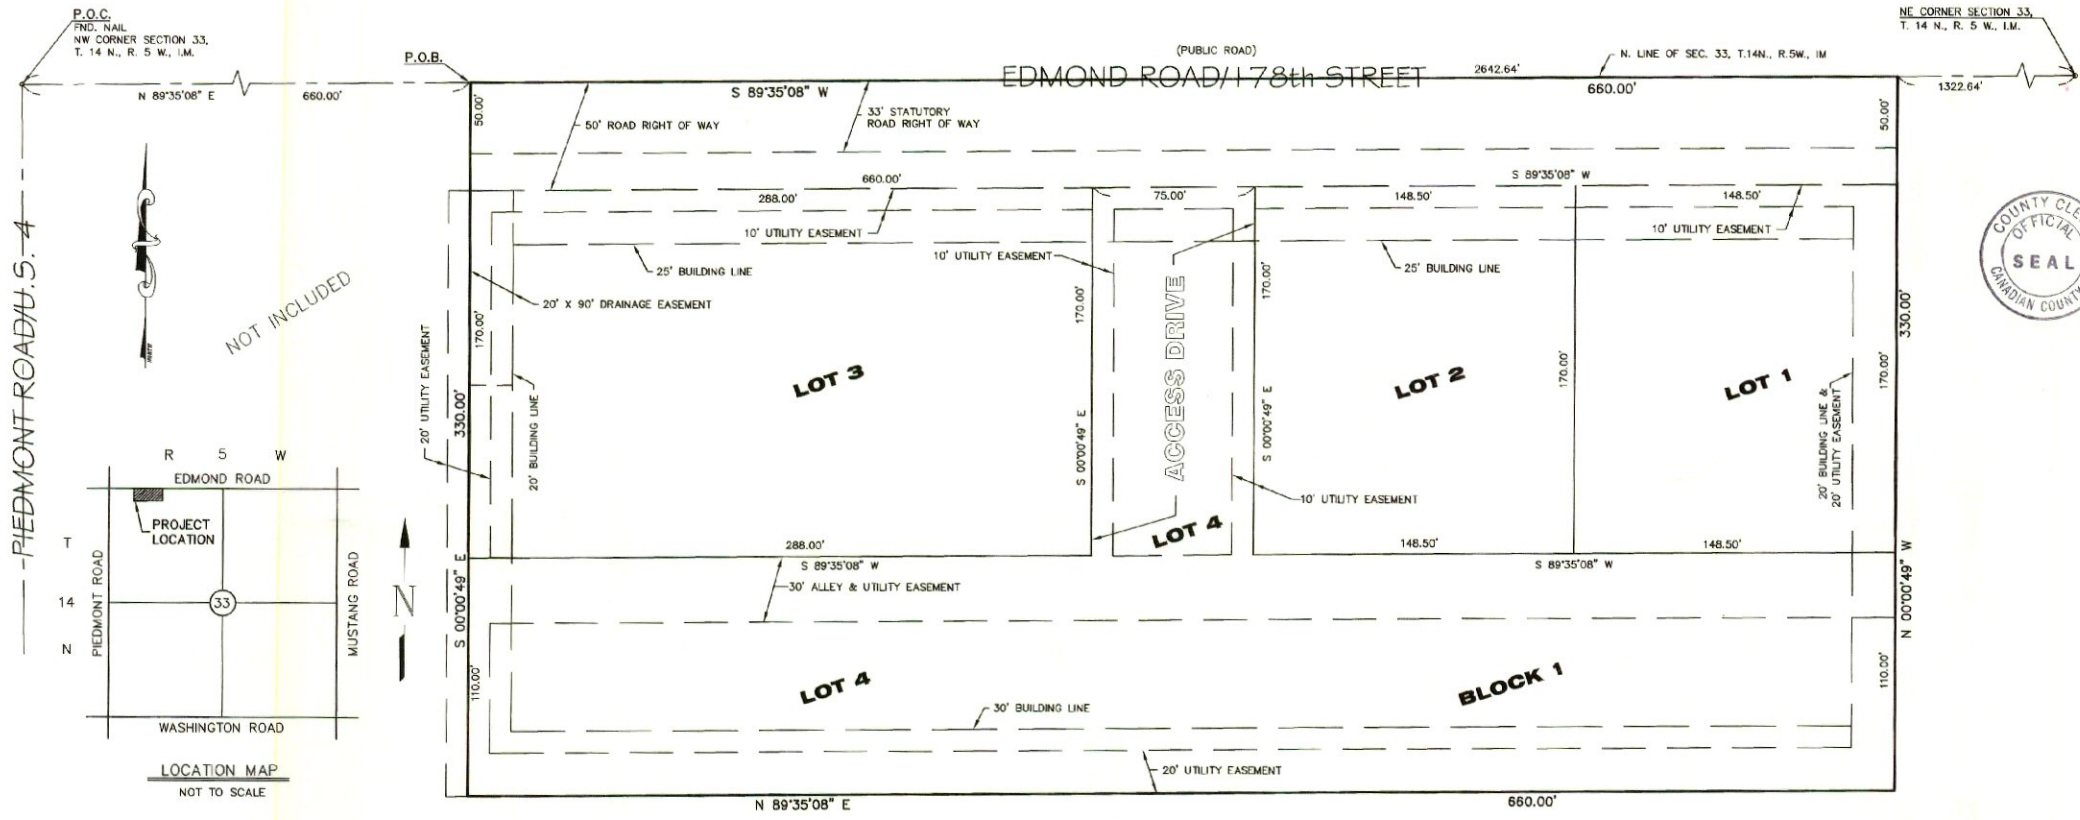 P.O.C.
FND. NAIL
NW CORNER SECTION 33,
T. 14 N., R. 5 W., I.M.
N 89°35'08" E
660.00'
P.O.B.
(PUBLIC ROAD)
EDMOND ROAD/178th STREET
S 89°35'08" W
2642.64'
660.00'
N. LINE OF SEC. 33, T.14N., R.5W., IM
NE CORNER SECTION 33,
T. 14 N., R. 5 W., I.M.
1322.64'
50.00'
50' ROAD RIGHT OF WAY
33' STATUTORY
ROAD RIGHT OF WAY
50.00'
660.00'
288.00'
75.00'
S 89°35'08" W
148.50'
148.50'
10' UTILITY EASEMENT
10' UTILITY EASEMENT
10' UTILITY EASEMENT
25' BUILDING LINE
25' BUILDING LINE
20' X 90' DRAINAGE EASEMENT
PIEDMONT ROAD/U.S. 4
NOT INCLUDED
20' UTILITY EASEMENT
330.00'
170.00'
20' BUILDING LINE
LOT 3
170.00'
S 00°00'49" E
ACCESS DRIVE
170.00'
S 00°00'49" E
LOT 2
170.00'
LOT 1
20' BUILDING LINE &
20' UTILITY EASEMENT
170.00'
330.00'
COUNTY CLE
OFFICIAL
SEAL
CANADIAN COUNTY
10' UTILITY EASEMENT
LOT 4
288.00'
S 89°35'08" W
148.50'
148.50'
S 89°35'08" W
30' ALLEY & UTILITY EASEMENT
S 00°00'49" E
N 00°00'49" W
110.00'
110.00'
LOT 4
BLOCK 1
30' BUILDING LINE
20' UTILITY EASEMENT
N 89°35'08" E
660.00'
R 5 W
EDMOND ROAD
PROJECT
LOCATION
T
14
N
PIEDMONT ROAD
33
MUSTANG ROAD
WASHINGTON ROAD
LOCATION MAP
NOT TO SCALE
N